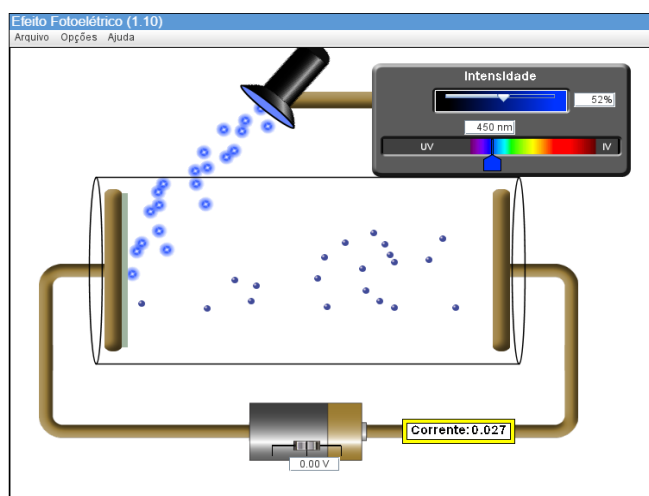 Efeito Fotoelétrico (1.10)
Arquivo Opções Ajuda
Intensidade
52%
450 nm
UV
IV
Corrente:0.027
0.00 V